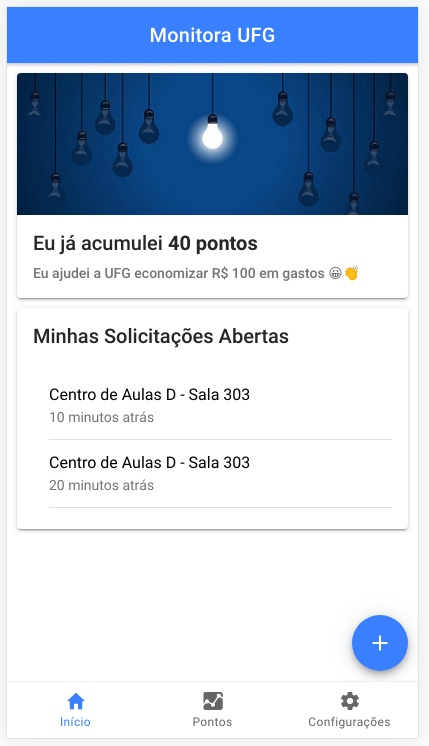 Monitora UFG
Eu já acumulei 40 pontos
Eu ajudei a UFG economizar R$ 100 em gastos 😀👏
Minhas Solicitações Abertas
Centro de Aulas D - Sala 303
10 minutos atrás
Centro de Aulas D - Sala 303
20 minutos atrás
+
Início
Pontos
Configurações